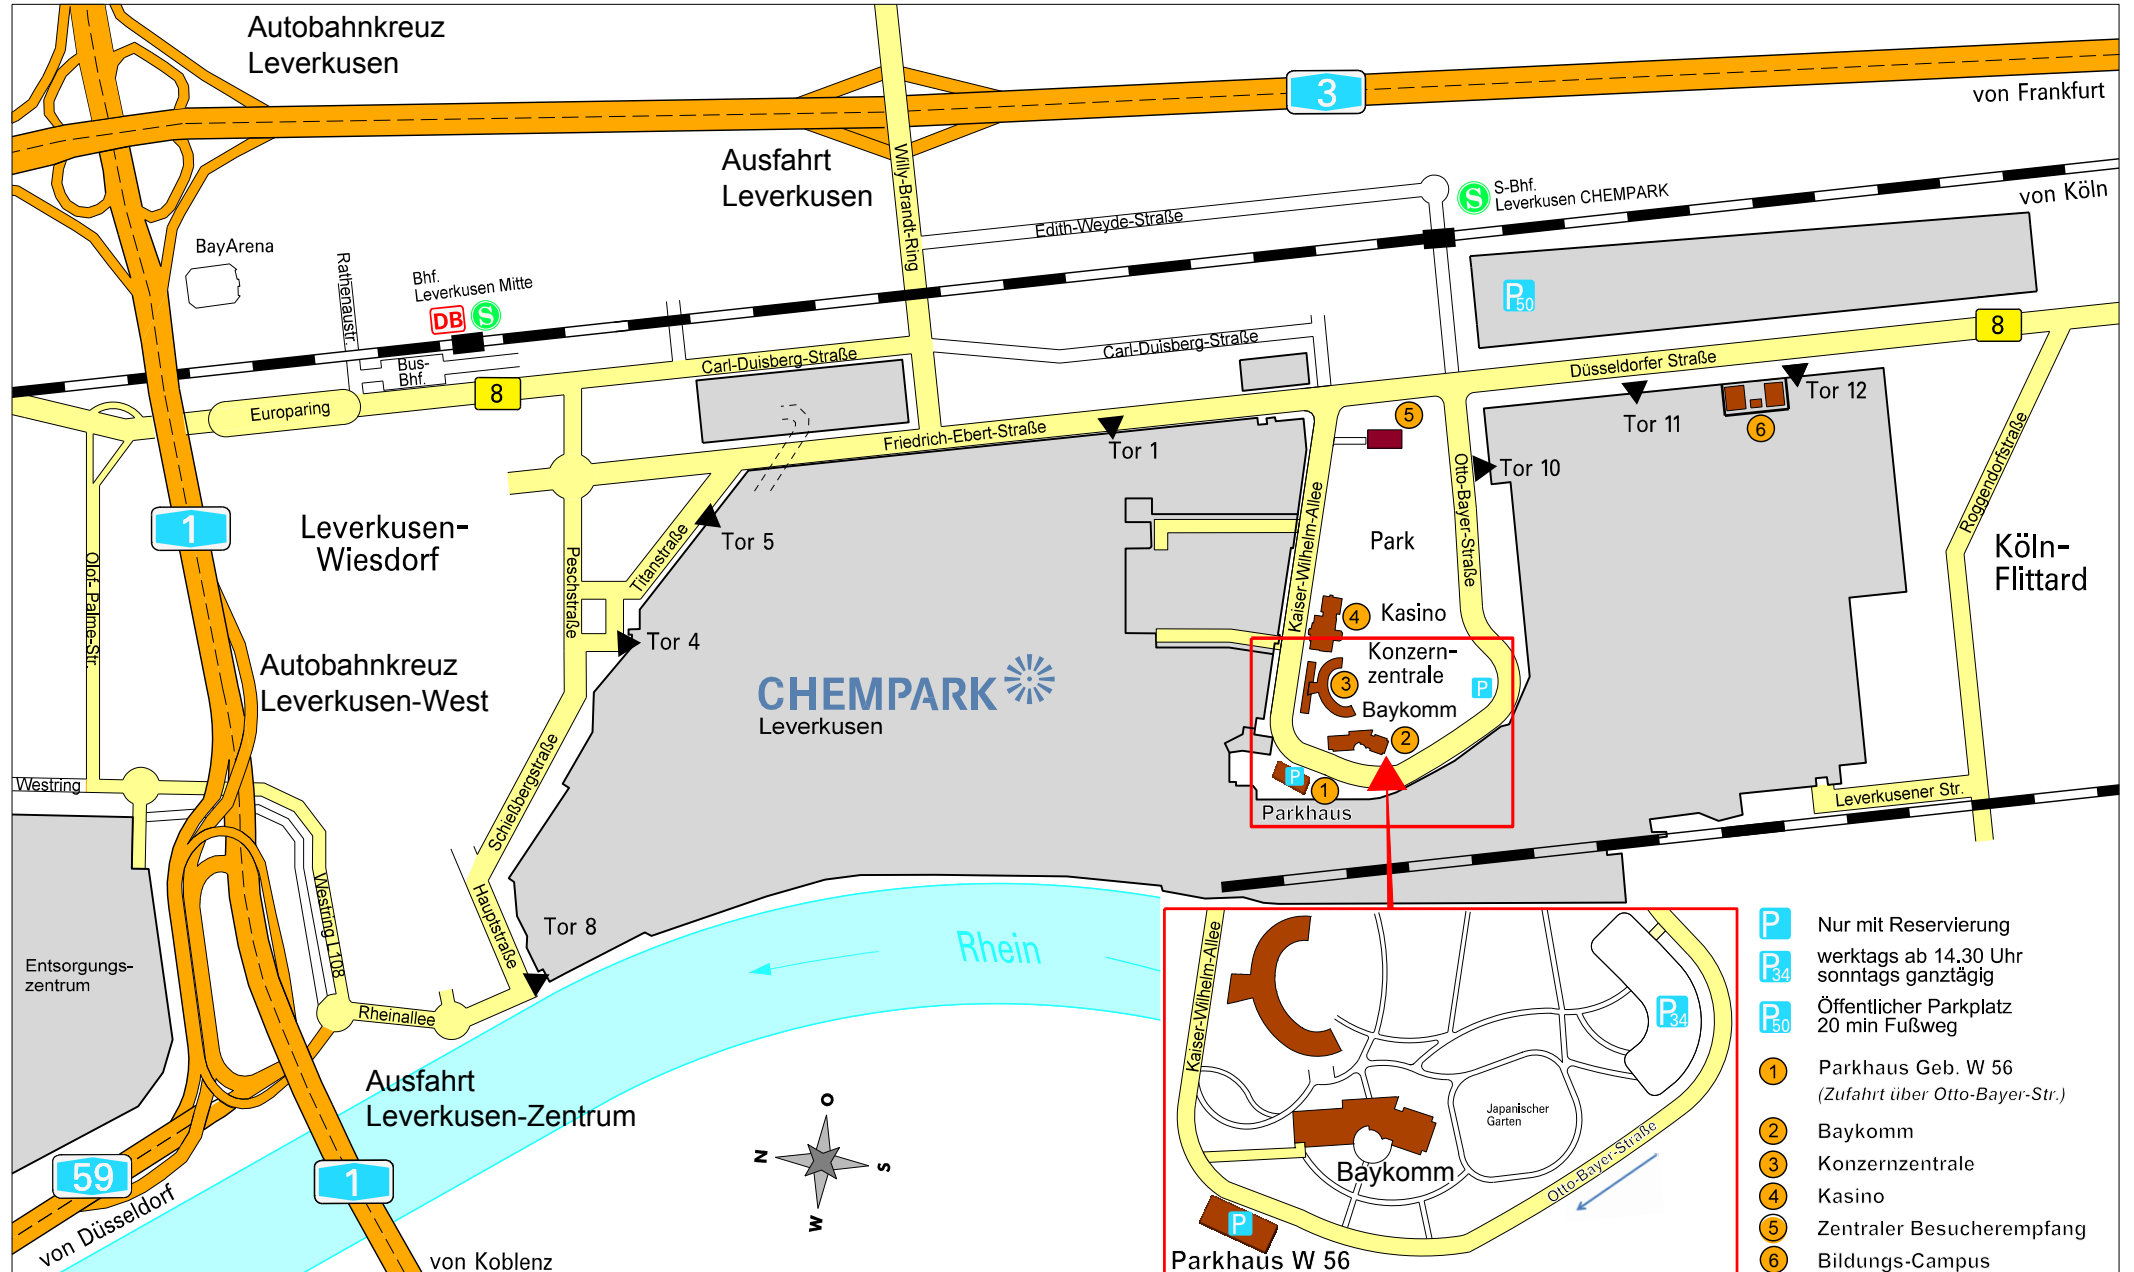 Autobahnkreuz
Leverkusen
3
von Frankfurt
Ausfahrt
Leverkusen
Willy-Brandt-Ring
S
S-Bhf.
Leverkusen CHEMPARK
von Köln
Edith-Weyde-Straße
BayArena
Rathenaustr.
Bhf.
Leverkusen Mitte
DB
S
P50
8
Bus-
Bhf.
Carl-Duisberg-Straße
Carl-Duisberg-Straße
Düsseldorfer Straße
8
Europaring
Friedrich-Ebert-Straße
Tor 1
5
Tor 11
6
Tor 12
Tor 10
1
Leverkusen-
Wiesdorf
Olof- Palme-Str.
Peschstraße
Titanstraße
Tor 5
Tor 4
Kaiser-Wilhelm-Allee
Park
Otto-Bayer-Straße
Roggendorfstraße
Köln-
Flittard
4
Kasino
Konzern-
zentrale
3
P
Baykomm
2
P
1
Parkhaus
Autobahnkreuz
Leverkusen-West
CHEMPARK
Leverkusen
Westring
Schießbergstraße
Leverkusener Str.
Westring L108
Hauptstraße
Tor 8
Rhein
Entsorgungs-
zentrum
Rheinallee
Ausfahrt
Leverkusen-Zentrum
59
1
von Düsseldorf
von Koblenz
O
N
S
W
Kaiser-Wilhelm-Allee
P34
Japanischer
Garten
Baykomm
Otto-Bayer-Straße
P
Parkhaus W 56
P Nur mit Reservierung
P34 werktags ab 14.30 Uhr
sonntags ganztägig
P50 Öffentlicher Parkplatz
20 min Fußweg
1 Parkhaus Geb. W 56
(Zufahrt über Otto-Bayer-Str.)
2 Baykomm
3 Konzernzentrale
4 Kasino
5 Zentraler Besucherempfang
6 Bildungs-Campus